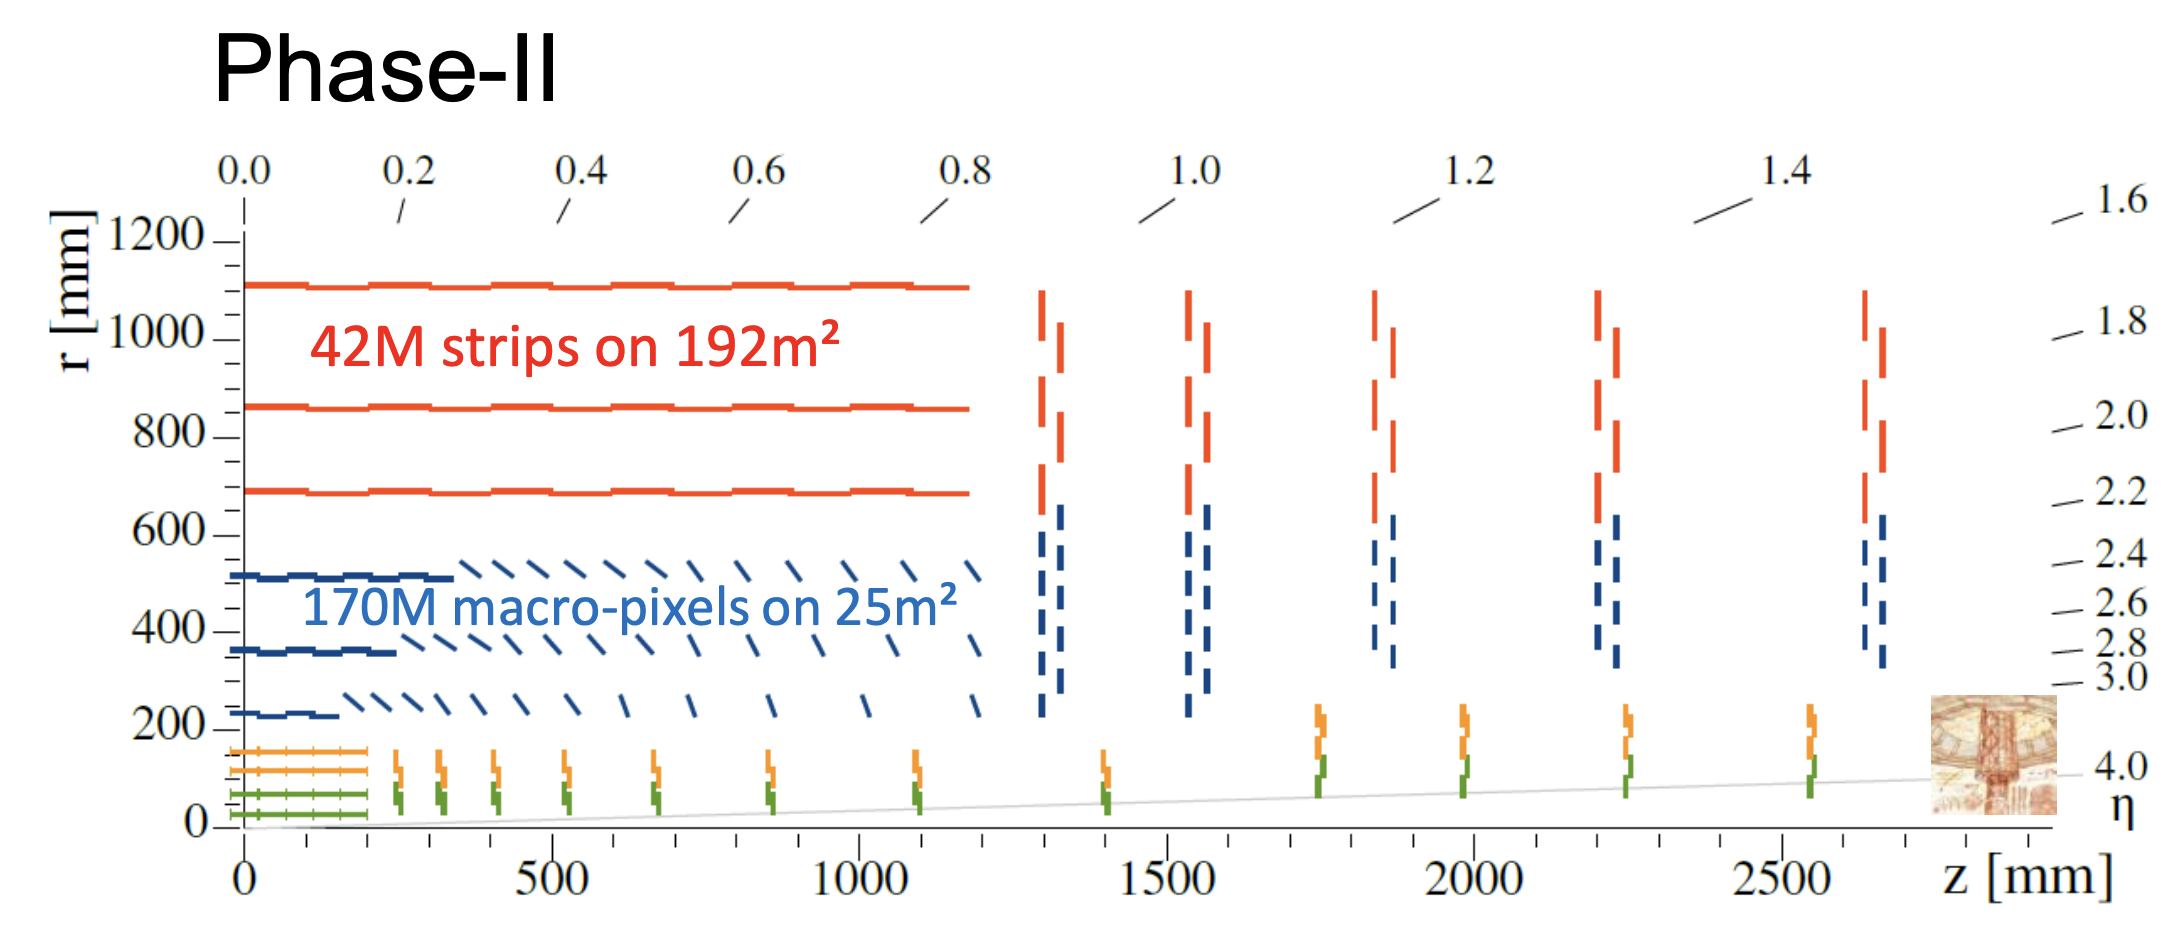 Phase-II
0.0 0.2 0.4 0.6 0.8 1.0 1.2 1.4 1.6
r [mm]
1200
1.8
1000
42M strips on 192m²
2.0
800
2.2
600
2.4
170M macro-pixels on 25m²
2.6
400
2.8
3.0
200
4.0
0
η
0 500 1000 1500 2000 2500 z [mm]